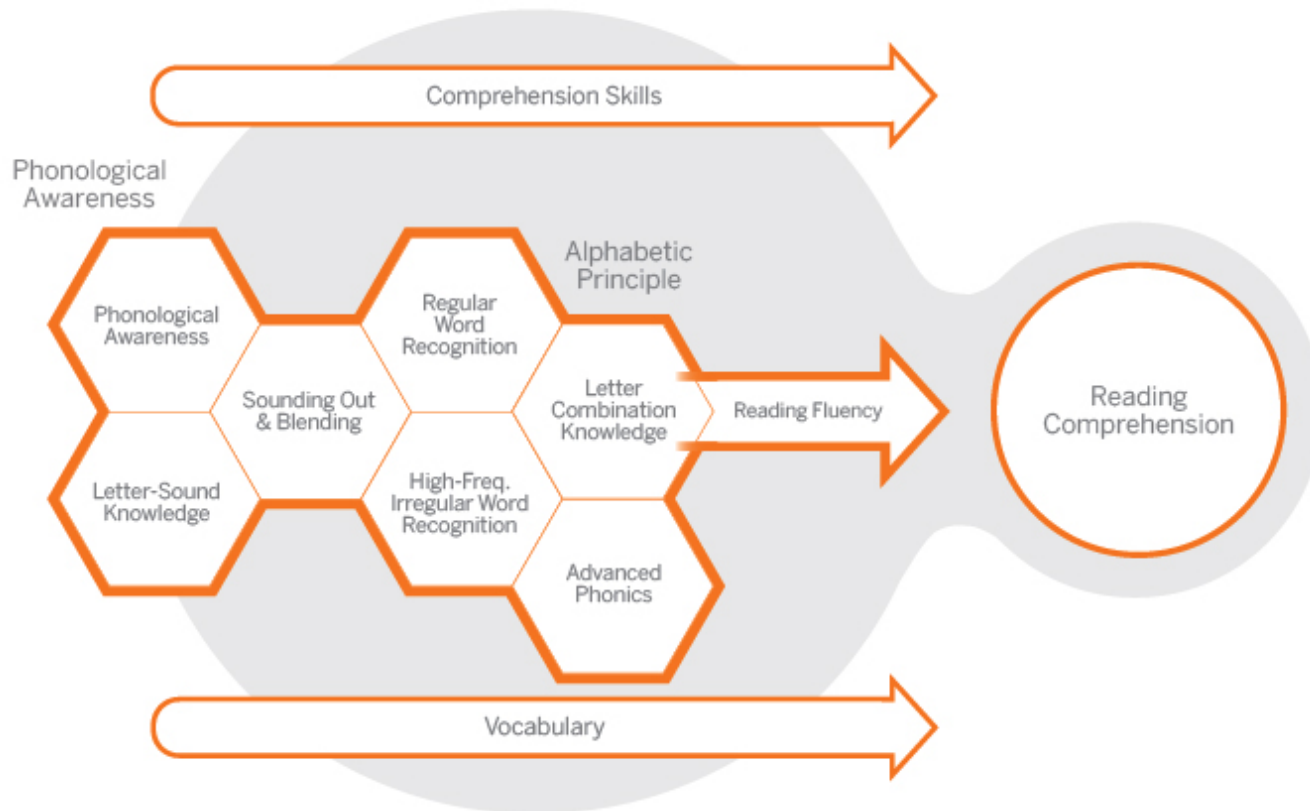 Comprehension Skills
Phonological
Awareness
Phonological
Awareness
Letter-Sound
Knowledge
Sounding Out
& Blending
Regular
Word
Recognition
High-Freq.
Irregular Word
Recognition
Alphabetic
Principle
Letter
Combination
Knowledge
Advanced
Phonics
Reading Fluency
Reading
Comprehension
Vocabulary